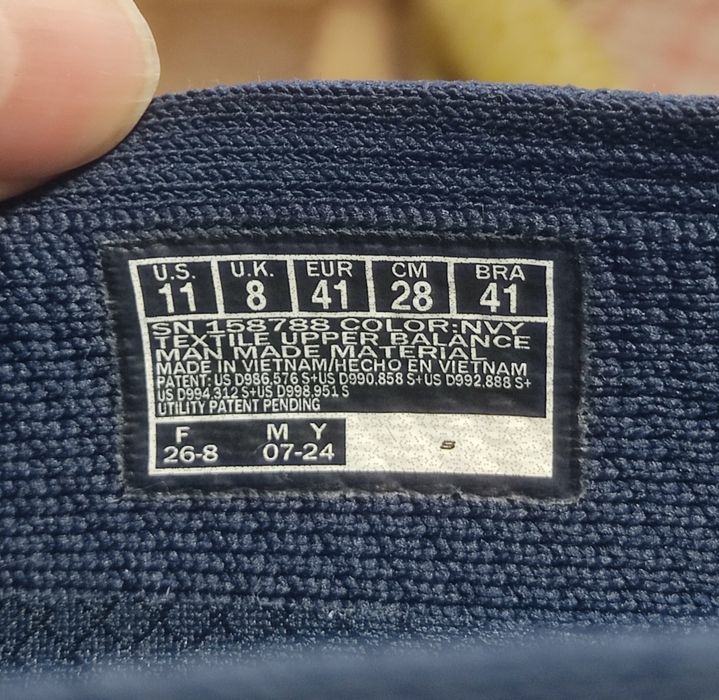 U.S. U.K. EUR CM BRA
11 8 41 28 41
SN 158788 COLOR:NVY
TEXTILE UPPER BALANCE
MAN MADE MATERIAL
MADE IN VIETNAM/HECHO EN VIETNAM
PATENT: US D986,576 S+US D990.858 S+US D992.888 S+
US D994.312 S+US D998,951 S
UTILITY PATENT PENDING
F M Y
26-8 07-24
S